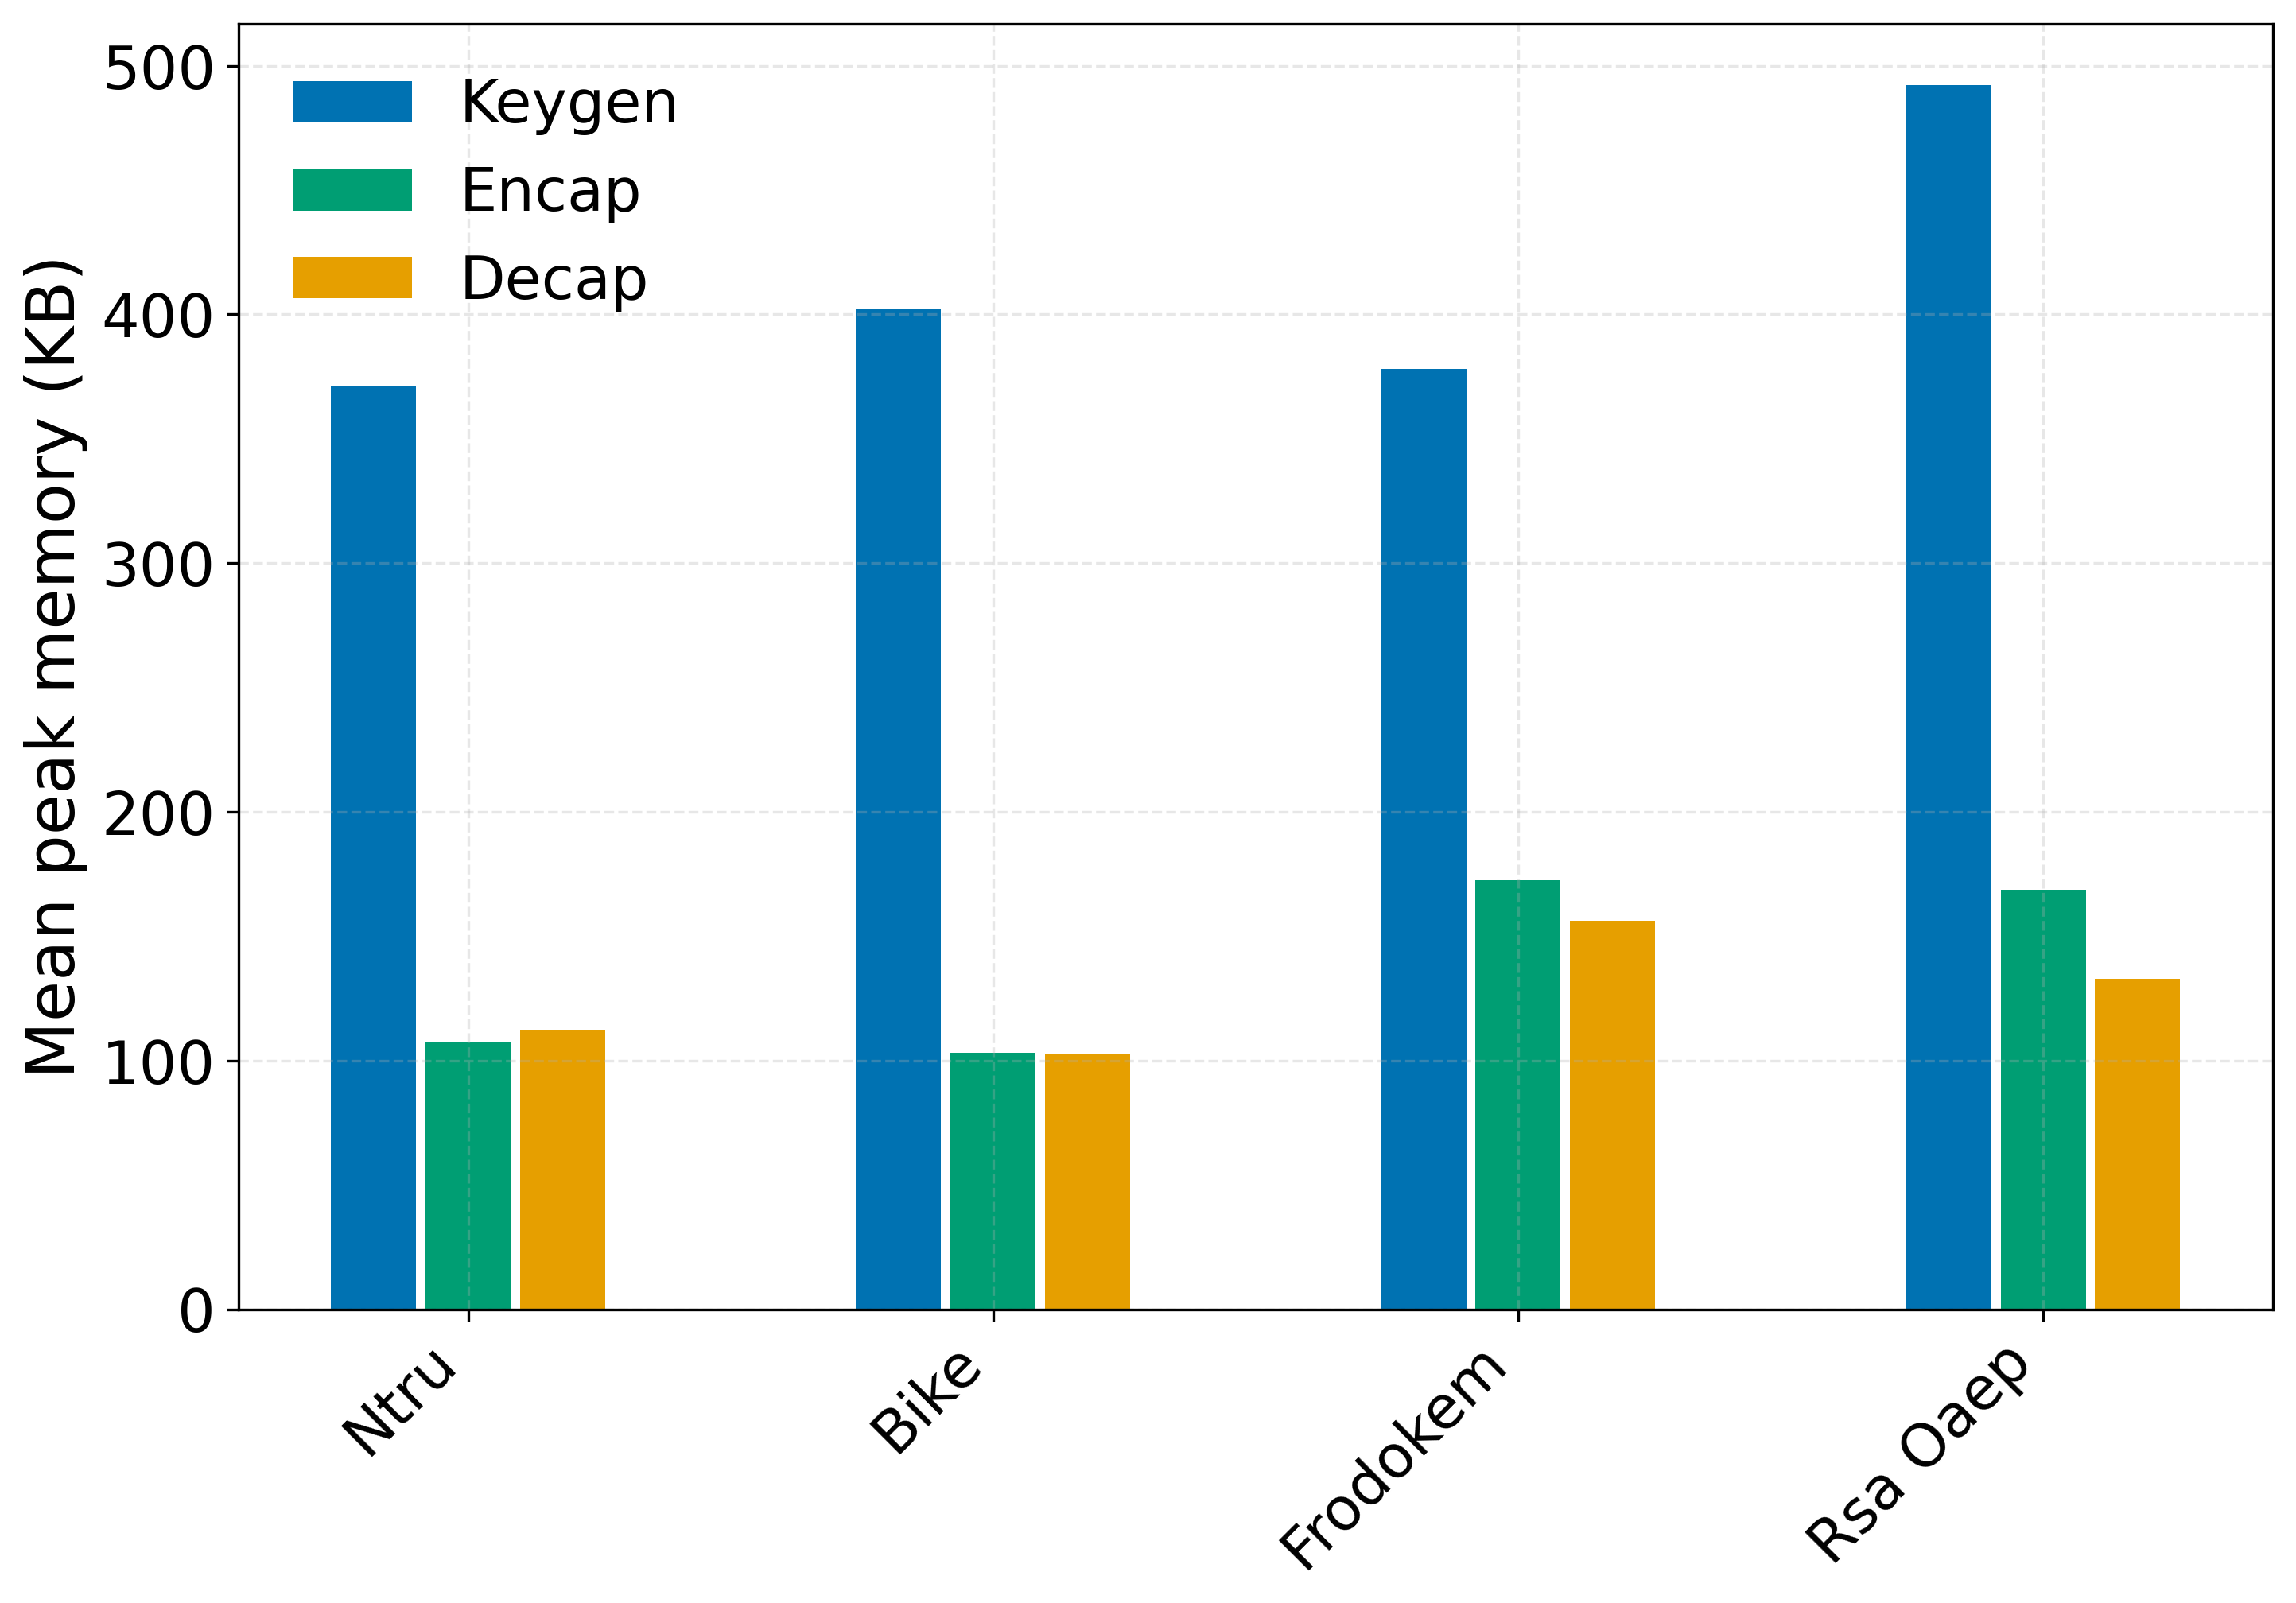 Mean peak memory (KB)
500
400
300
200
100
0
Keygen
Encap
Decap
Ntru
Bike
Frodokem
Rsa Oaep